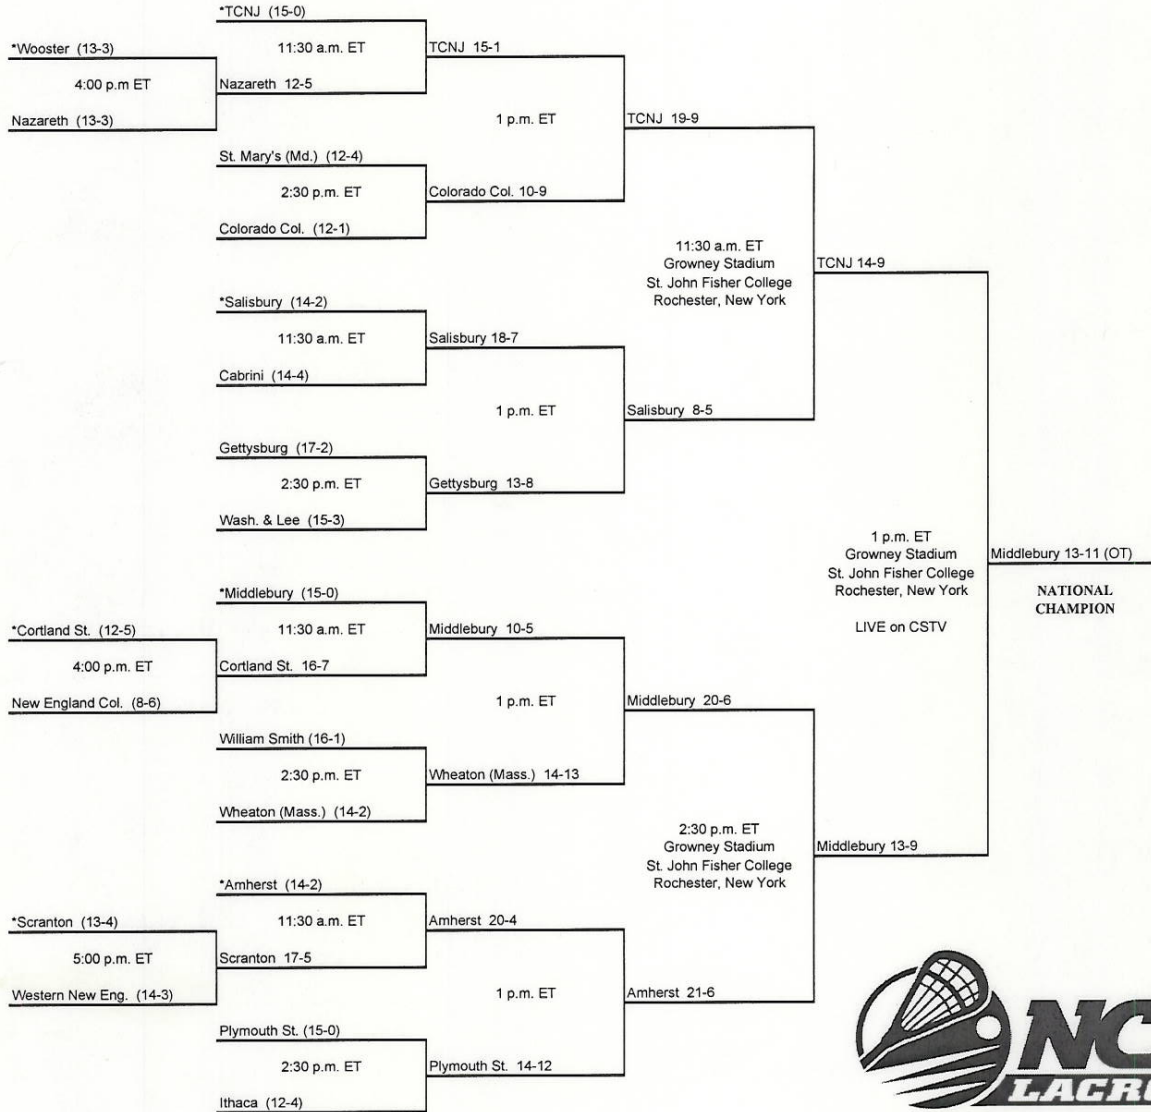 *TCNJ (15-0)
*Wooster (13-3)
11:30 a.m. ET
TCNJ 15-1
4:00 p.m ET
Nazareth 12-5
Nazareth (13-3)
1 p.m. ET
TCNJ 19-9
St. Mary's (Md.) (12-4)
2:30 p.m. ET
Colorado Col. 10-9
Colorado Col. (12-1)
11:30 a.m. ET
Growney Stadium
St. John Fisher College
Rochester, New York
TCNJ 14-9
*Salisbury (14-2)
11:30 a.m. ET
Salisbury 18-7
Cabrini (14-4)
1 p.m. ET
Salisbury 8-5
Gettysburg (17-2)
2:30 p.m. ET
Gettysburg 13-8
Wash. & Lee (15-3)
1 p.m. ET
Growney Stadium
St. John Fisher College
Rochester, New York
LIVE on CSTV
Middlebury 13-11 (OT)
NATIONAL
CHAMPION
*Middlebury (15-0)
*Cortland St. (12-5)
11:30 a.m. ET
Middlebury 10-5
4:00 p.m. ET
Cortland St. 16-7
New England Col. (8-6)
1 p.m. ET
Middlebury 20-6
William Smith (16-1)
2:30 p.m. ET
Wheaton (Mass.) 14-13
Wheaton (Mass.) (14-2)
2:30 p.m. ET
Growney Stadium
St. John Fisher College
Rochester, New York
Middlebury 13-9
*Amherst (14-2)
*Scranton (13-4)
11:30 a.m. ET
Amherst 20-4
5:00 p.m. ET
Scranton 17-5
Western New Eng. (14-3)
1 p.m. ET
Amherst 21-6
Plymouth St. (15-0)
2:30 p.m. ET
Plymouth St. 14-12
Ithaca (12-4)
NC
LACRO